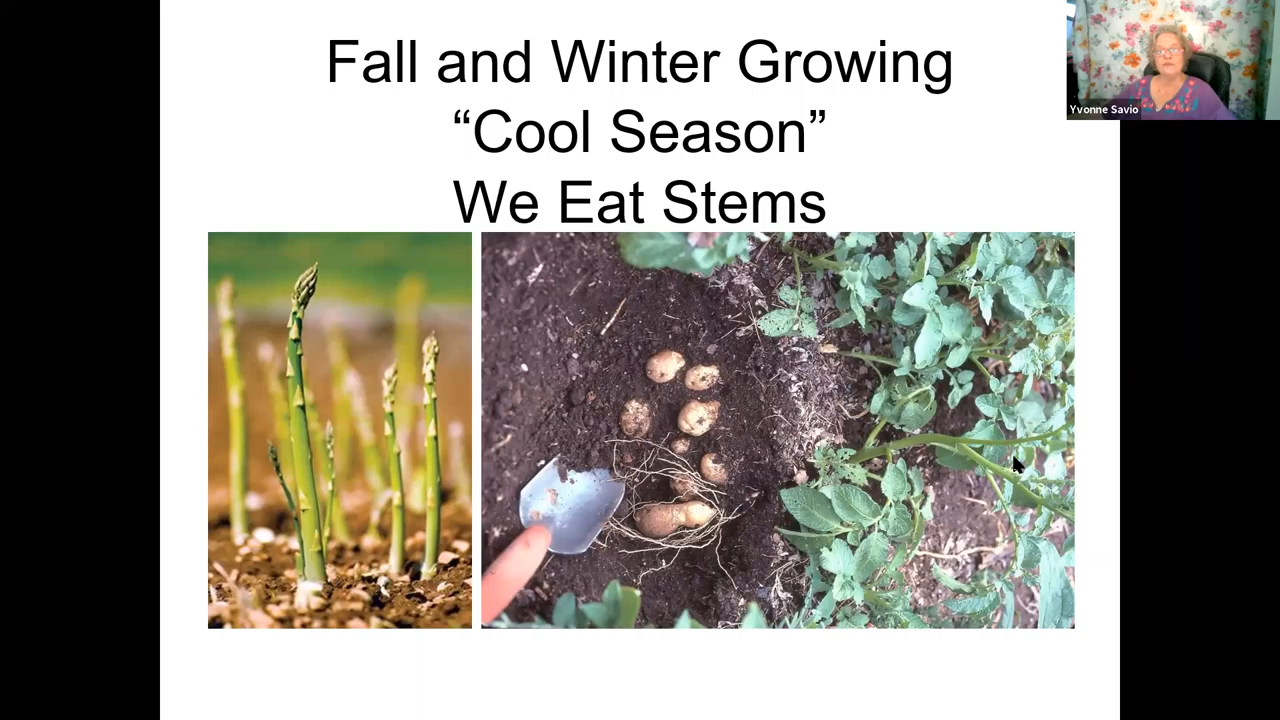 Fall and Winter Growing
“Cool Season”
We Eat Stems
Yvonne Savio